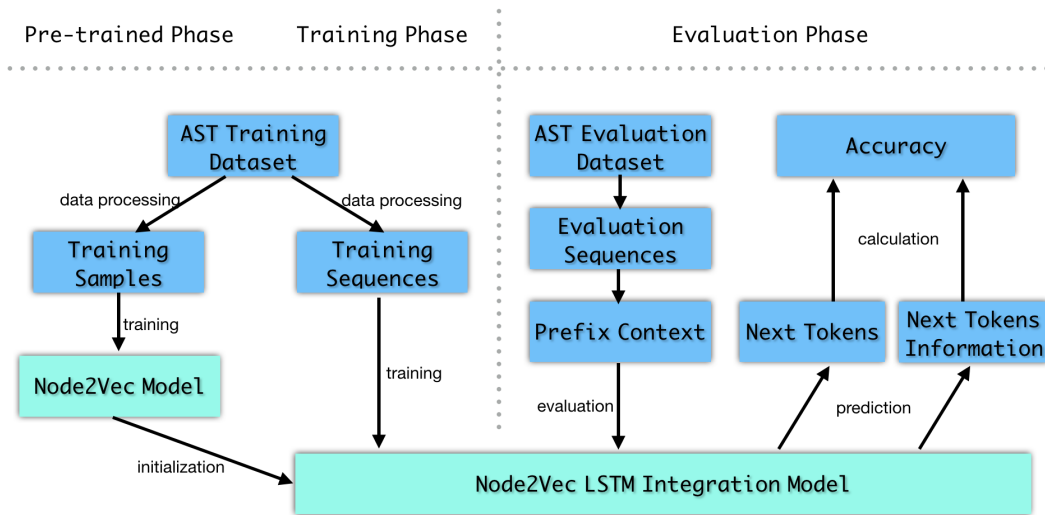 Pre-trained Phase
Training Phase
Evaluation Phase
AST Training
Dataset
AST Evaluation
Dataset
Accuracy
data processing
data processing
Training
Samples
Training
Sequences
Evaluation
Sequences
calculation
training
Prefix Context
Next Tokens
Next Tokens
Information
Node2Vec Model
training
evaluation
prediction
initialization
Node2Vec LSTM Integration Model